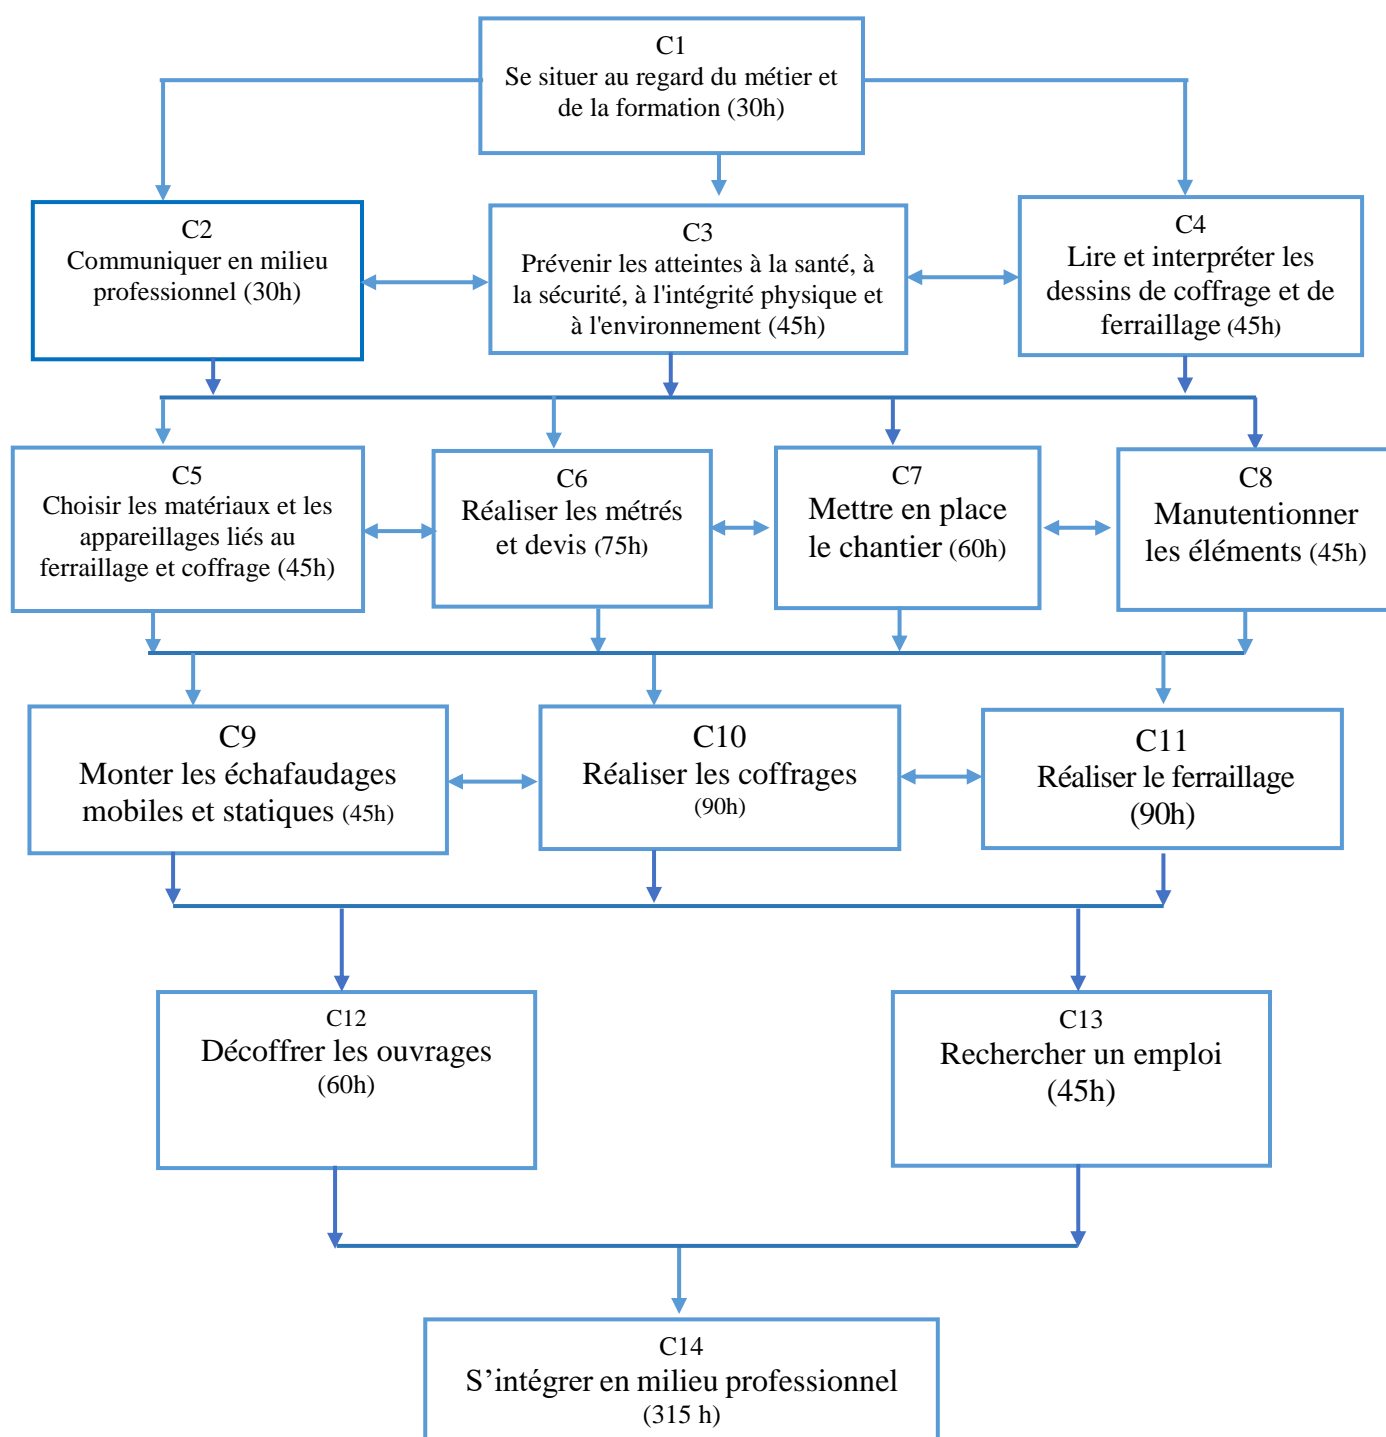 C1
Se situer au regard du métier et
de la formation (30h)
C2
Communiquer en milieu
professionnel (30h)
C3
Prévenir les atteintes à la santé, à
la sécurité, à l'intégrité physique et
à l'environnement (45h)
C4
Lire et interpréter les
dessins de coffrage et de
ferraillage (45h)
C5
Choisir les matériaux et les
appareillages liés au
ferraillage et coffrage (45h)
C6
Réaliser les métrés
et devis (75h)
C7
Mettre en place
le chantier (60h)
C8
Manutentionner
les éléments (45h)
C9
Monter les échafaudages
mobiles et statiques (45h)
C10
Réaliser les coffrages
(90h)
C11
Réaliser le ferraillage
(90h)
C12
Décoffrer les ouvrages
(60h)
C13
Rechercher un emploi
(45h)
C14
S’intégrer en milieu professionnel
(315 h)